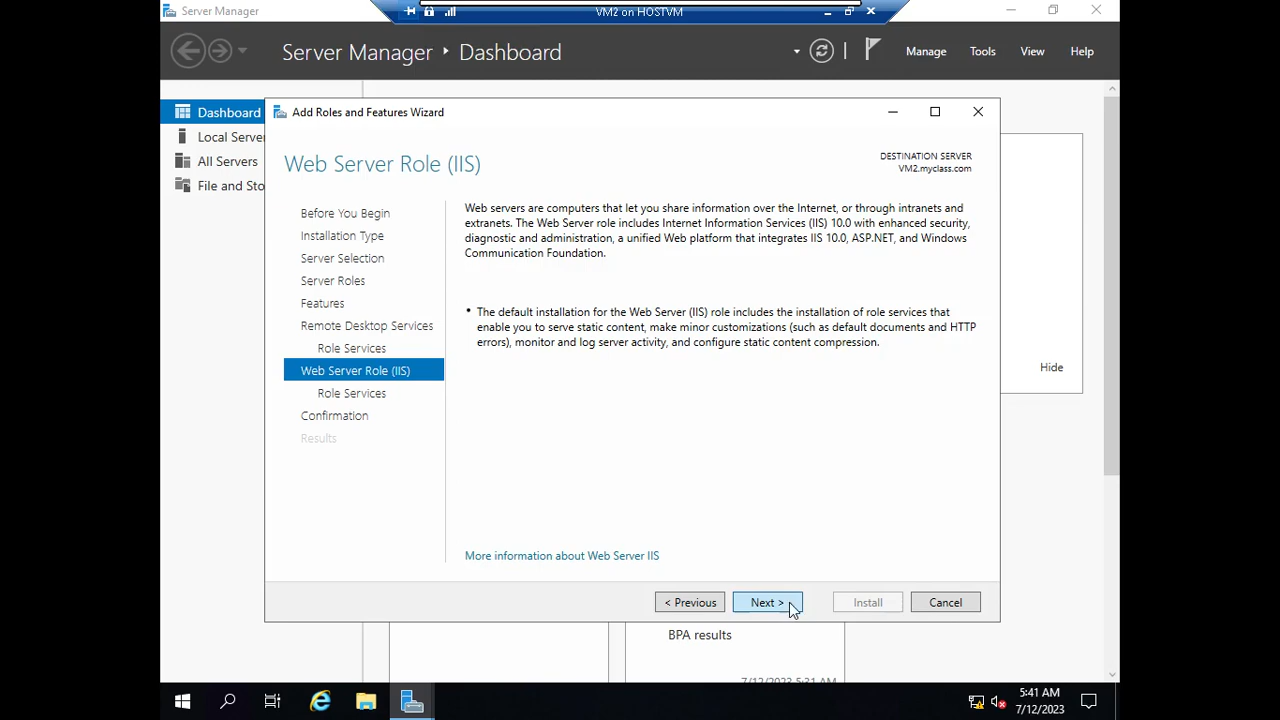 Server Manager
VM2 on HOSTVM
Server Manager ‣ Dashboard
Manage Tools View Help
Dashboard
Local Server
All Servers
File and Sto
Add Roles and Features Wizard
Web Server Role (IIS)
DESTINATION SERVER
VM2.myclass.com
Before You Begin
Installation Type
Server Selection
Server Roles
Features
Remote Desktop Services
Role Services
Web Server Role (IIS)
Role Services
Confirmation
Results
Web servers are computers that let you share information over the Internet, or through intranets and
extranets. The Web Server role includes Internet Information Services (IIS) 10.0 with enhanced security,
diagnostic and administration, a unified Web platform that integrates IIS 10.0, ASP.NET, and Windows
Communication Foundation.
• The default installation for the Web Server (IIS) role includes the installation of role services that
enable you to serve static content, make minor customizations (such as default documents and HTTP
errors), monitor and log server activity, and configure static content compression.
More information about Web Server IIS
Hide
< Previous
Next >
Install
Cancel
BPA results
7/12/2023 5:31 AM
5:41 AM
7/12/2023